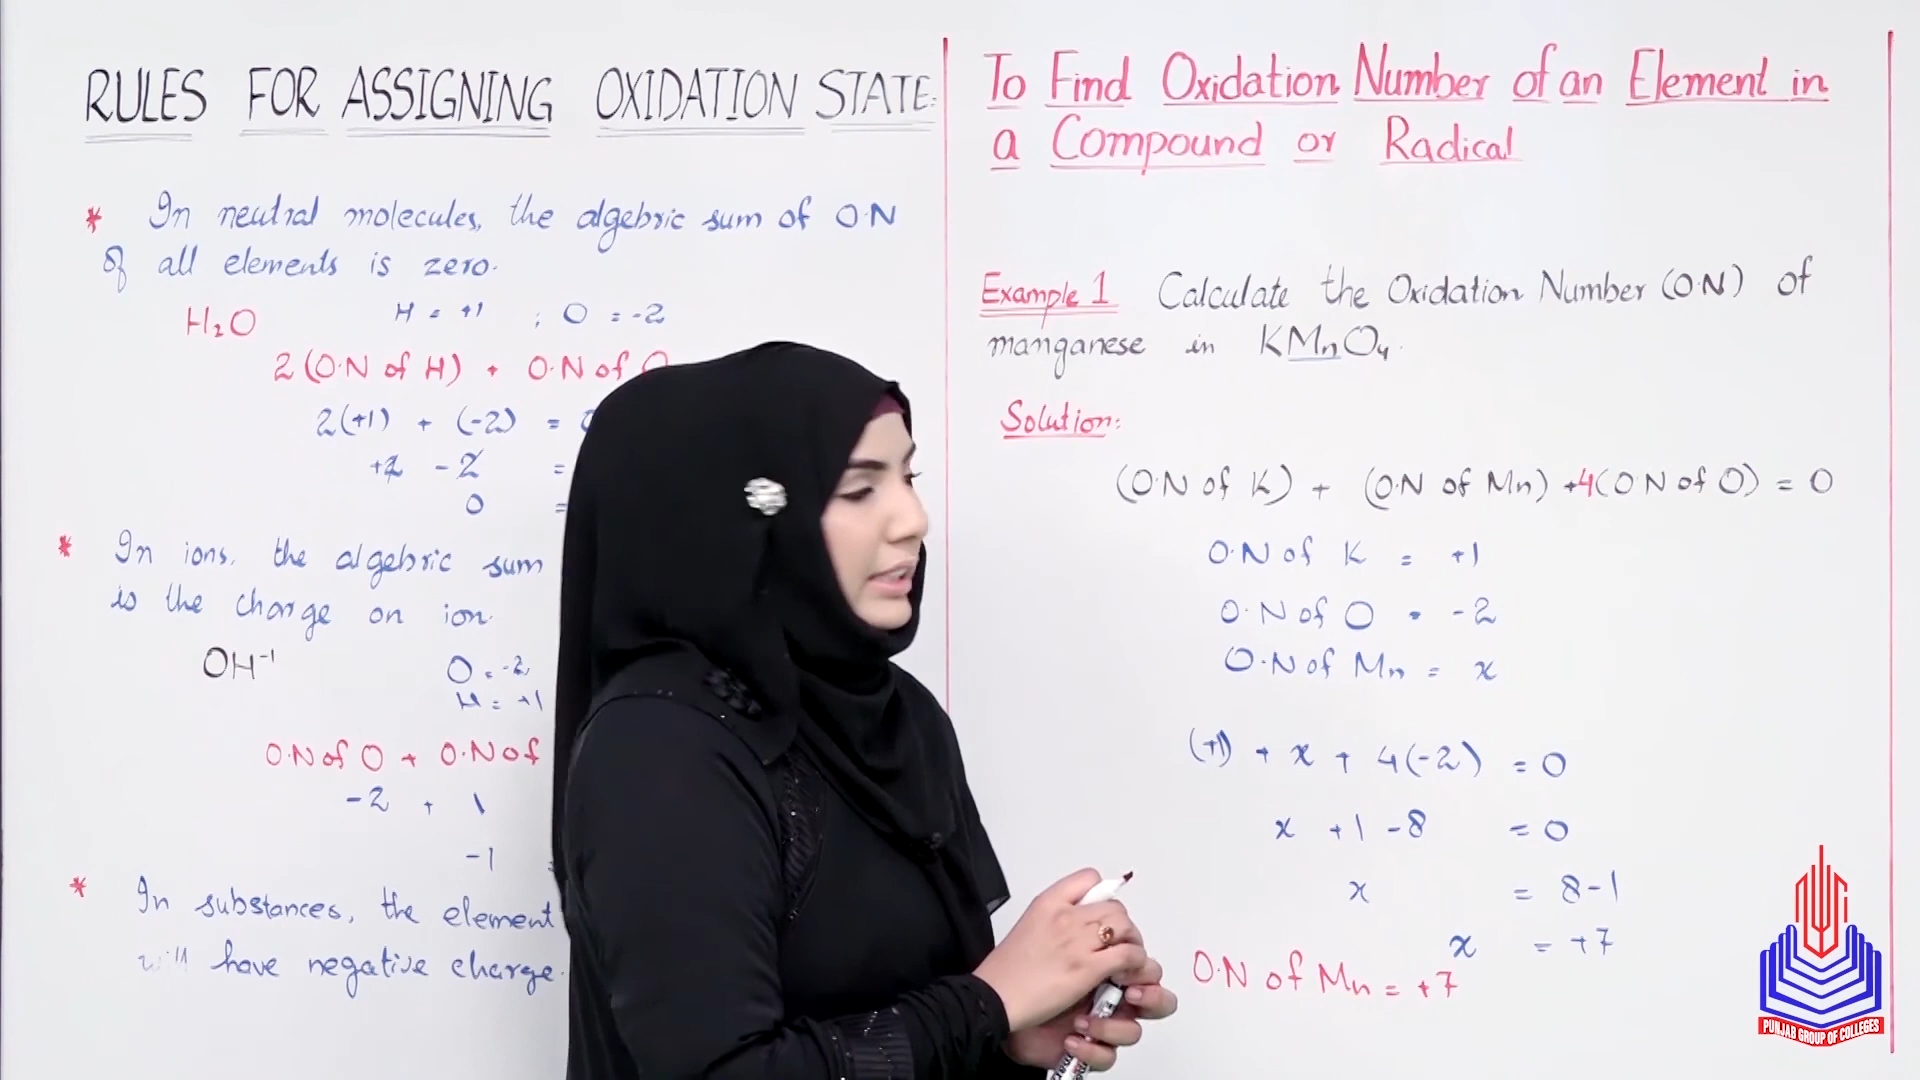 RULES FOR ASSIGNING OXIDATION STATE:
* In neutral molecules, the algebric sum of O.N
of all elements is zero.
H₂O H = +1 ; O = -2
2(O.N of H) + O.N of O
2(+1) + (-2) =
+2 -2 =
0 =
* In ions, the algebric sum
is the charge on ion.
OH⁻¹ O = -2
H = +1
O.N of O + O.N of
-2 + 1
-1
* In substances, the element
will have negative charge.
To Find Oxidation Number of an Element in
a Compound or Radical
Example 1 Calculate the Oxidation Number (O.N) of
manganese in KMnO₄.
Solution:
(O.N of K) + (O.N of Mn) +4(O.N of O) = 0
O.N of K = +1
O.N of O = -2
O.N of Mn = x
(+1) + x + 4(-2) = 0
x +1 -8 = 0
x = 8-1
x = +7
O.N of Mn = +7
PUNJAB GROUP OF COLLEGES